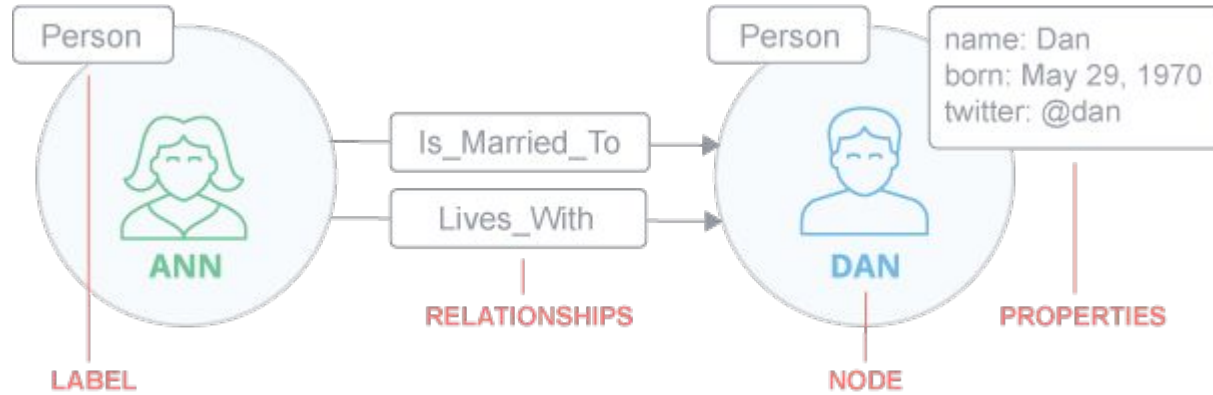 Person
Person
name: Dan
born: May 29, 1970
twitter: @dan
Is_Married_To
Lives_With
ANN
DAN
RELATIONSHIPS
PROPERTIES
LABEL
NODE